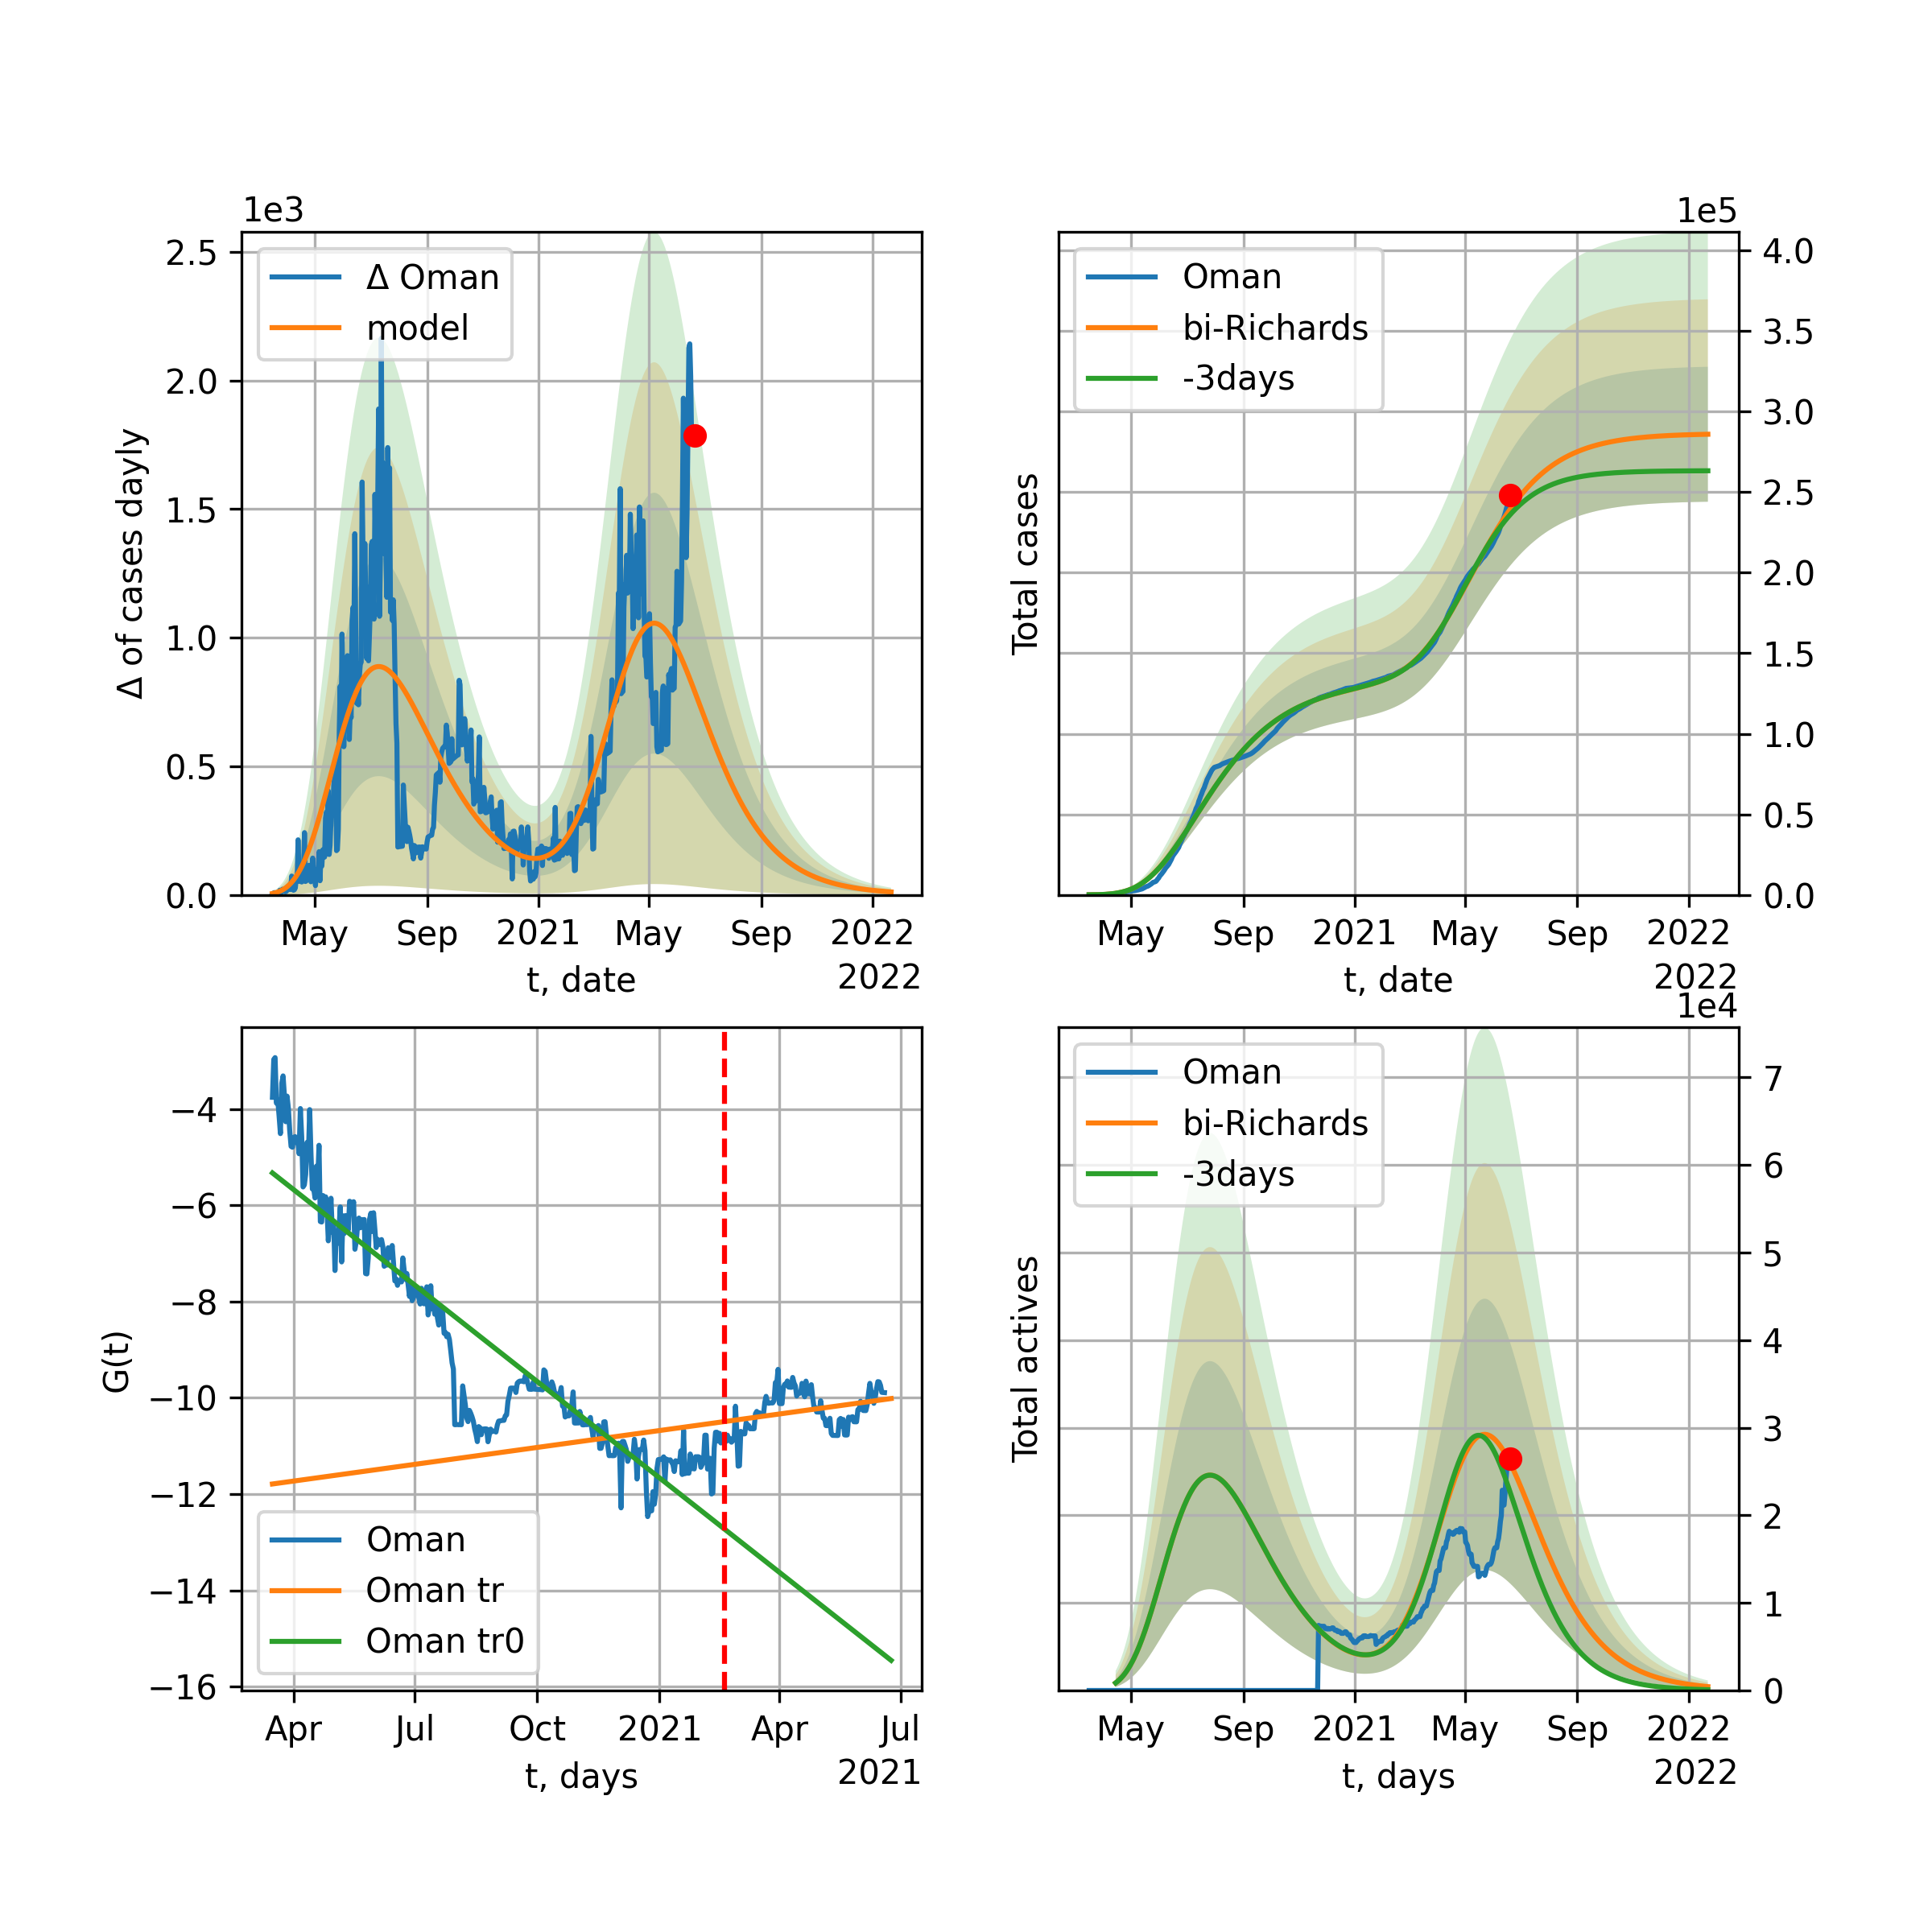 1e3
2.5
2.0
1.5
1.0
0.5
0.0
Δ of cases dayly
Δ Oman
model
May Sep 2021 May Sep 2022
t, date
2022
1e5
4.0
3.5
3.0
2.5
2.0
1.5
1.0
0.5
0.0
Total cases
Oman
bi-Richards
-3days
May Sep 2021 May Sep 2022
t, date
2022
−4
−6
−8
−10
−12
−14
−16
G(t)
Oman
Oman tr
Oman tr0
Apr Jul Oct 2021 Apr Jul
t, days
2021
1e4
7
6
5
4
3
2
1
0
Total actives
Oman
bi-Richards
-3days
May Sep 2021 May Sep 2022
t, days
2022